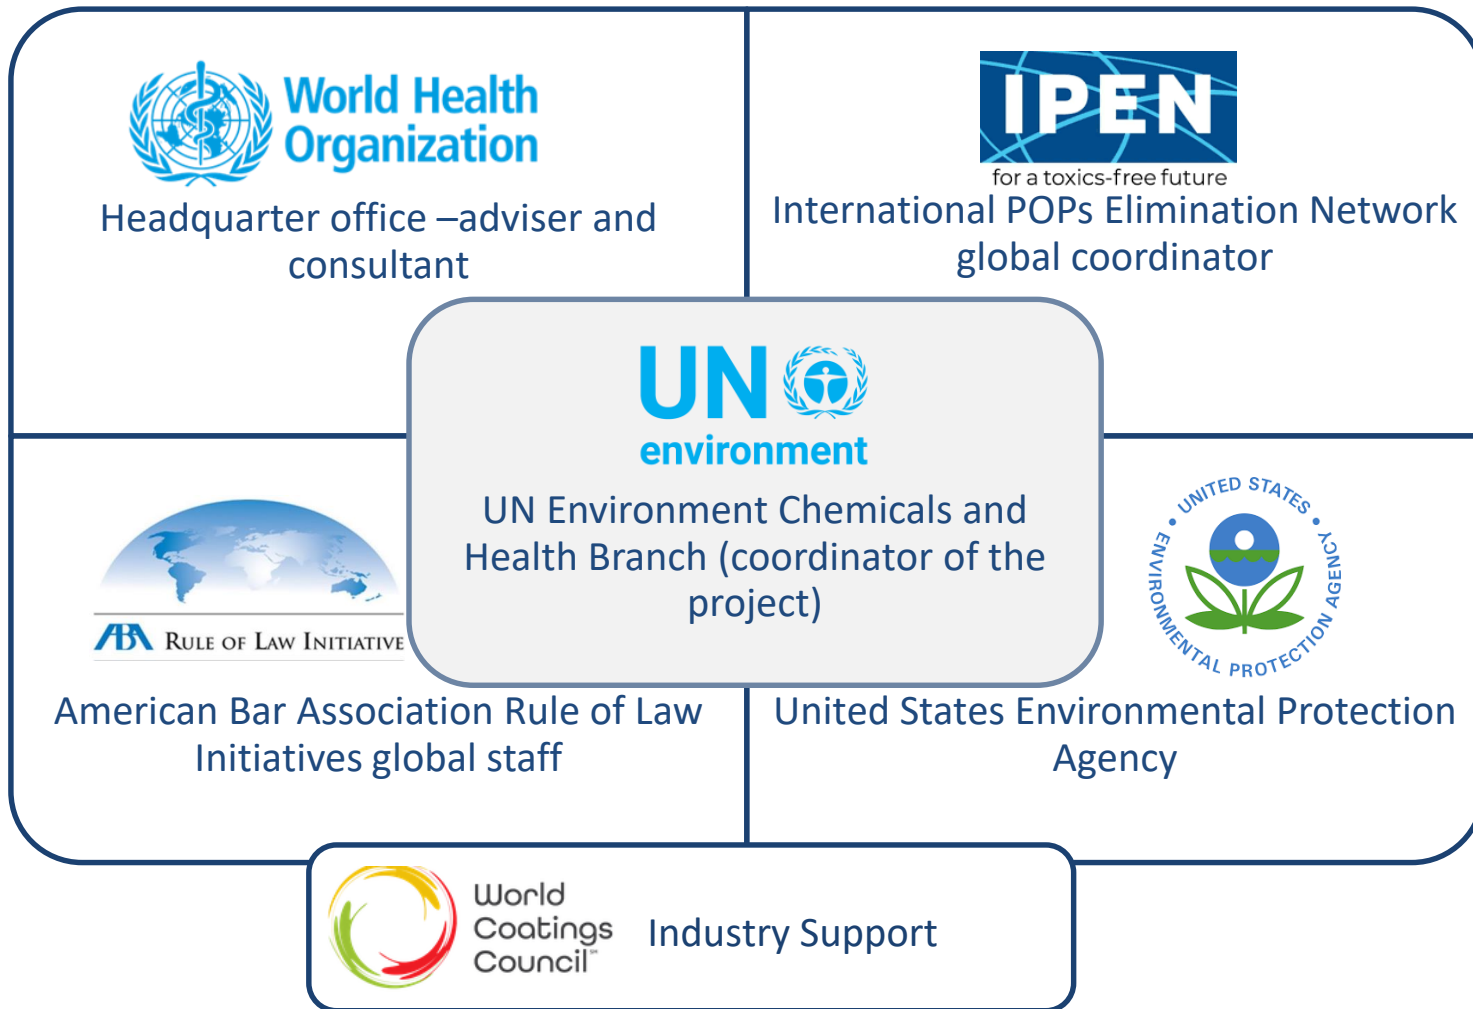 World Health
Organization
Headquarter office –adviser and
consultant
IPEN
for a toxics-free future
International POPs Elimination Network
global coordinator
UN
environment
UN Environment Chemicals and
Health Branch (coordinator of the
project)
ABA RULE OF LAW INITIATIVE
American Bar Association Rule of Law
Initiatives global staff
UNITED STATES • ENVIRONMENTAL PROTECTION AGENCY •
United States Environmental Protection
Agency
World
Coatings
Council℠
Industry Support